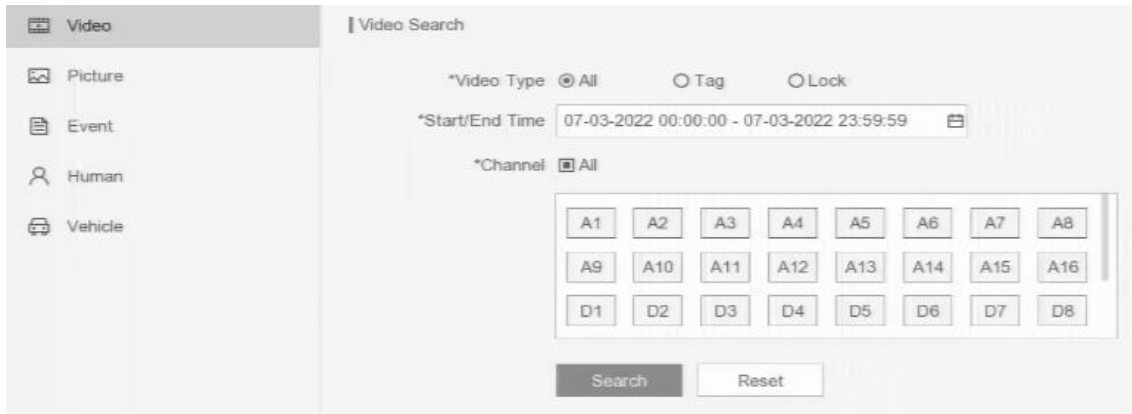 Video
Picture
Event
Human
Vehicle
Video Search
*Video Type All Tag Lock
*Start/End Time 07-03-2022 00:00:00 - 07-03-2022 23:59:59
*Channel All
A1 A2 A3 A4 A5 A6 A7 A8
A9 A10 A11 A12 A13 A14 A15 A16
D1 D2 D3 D4 D5 D6 D7 D8
Search Reset